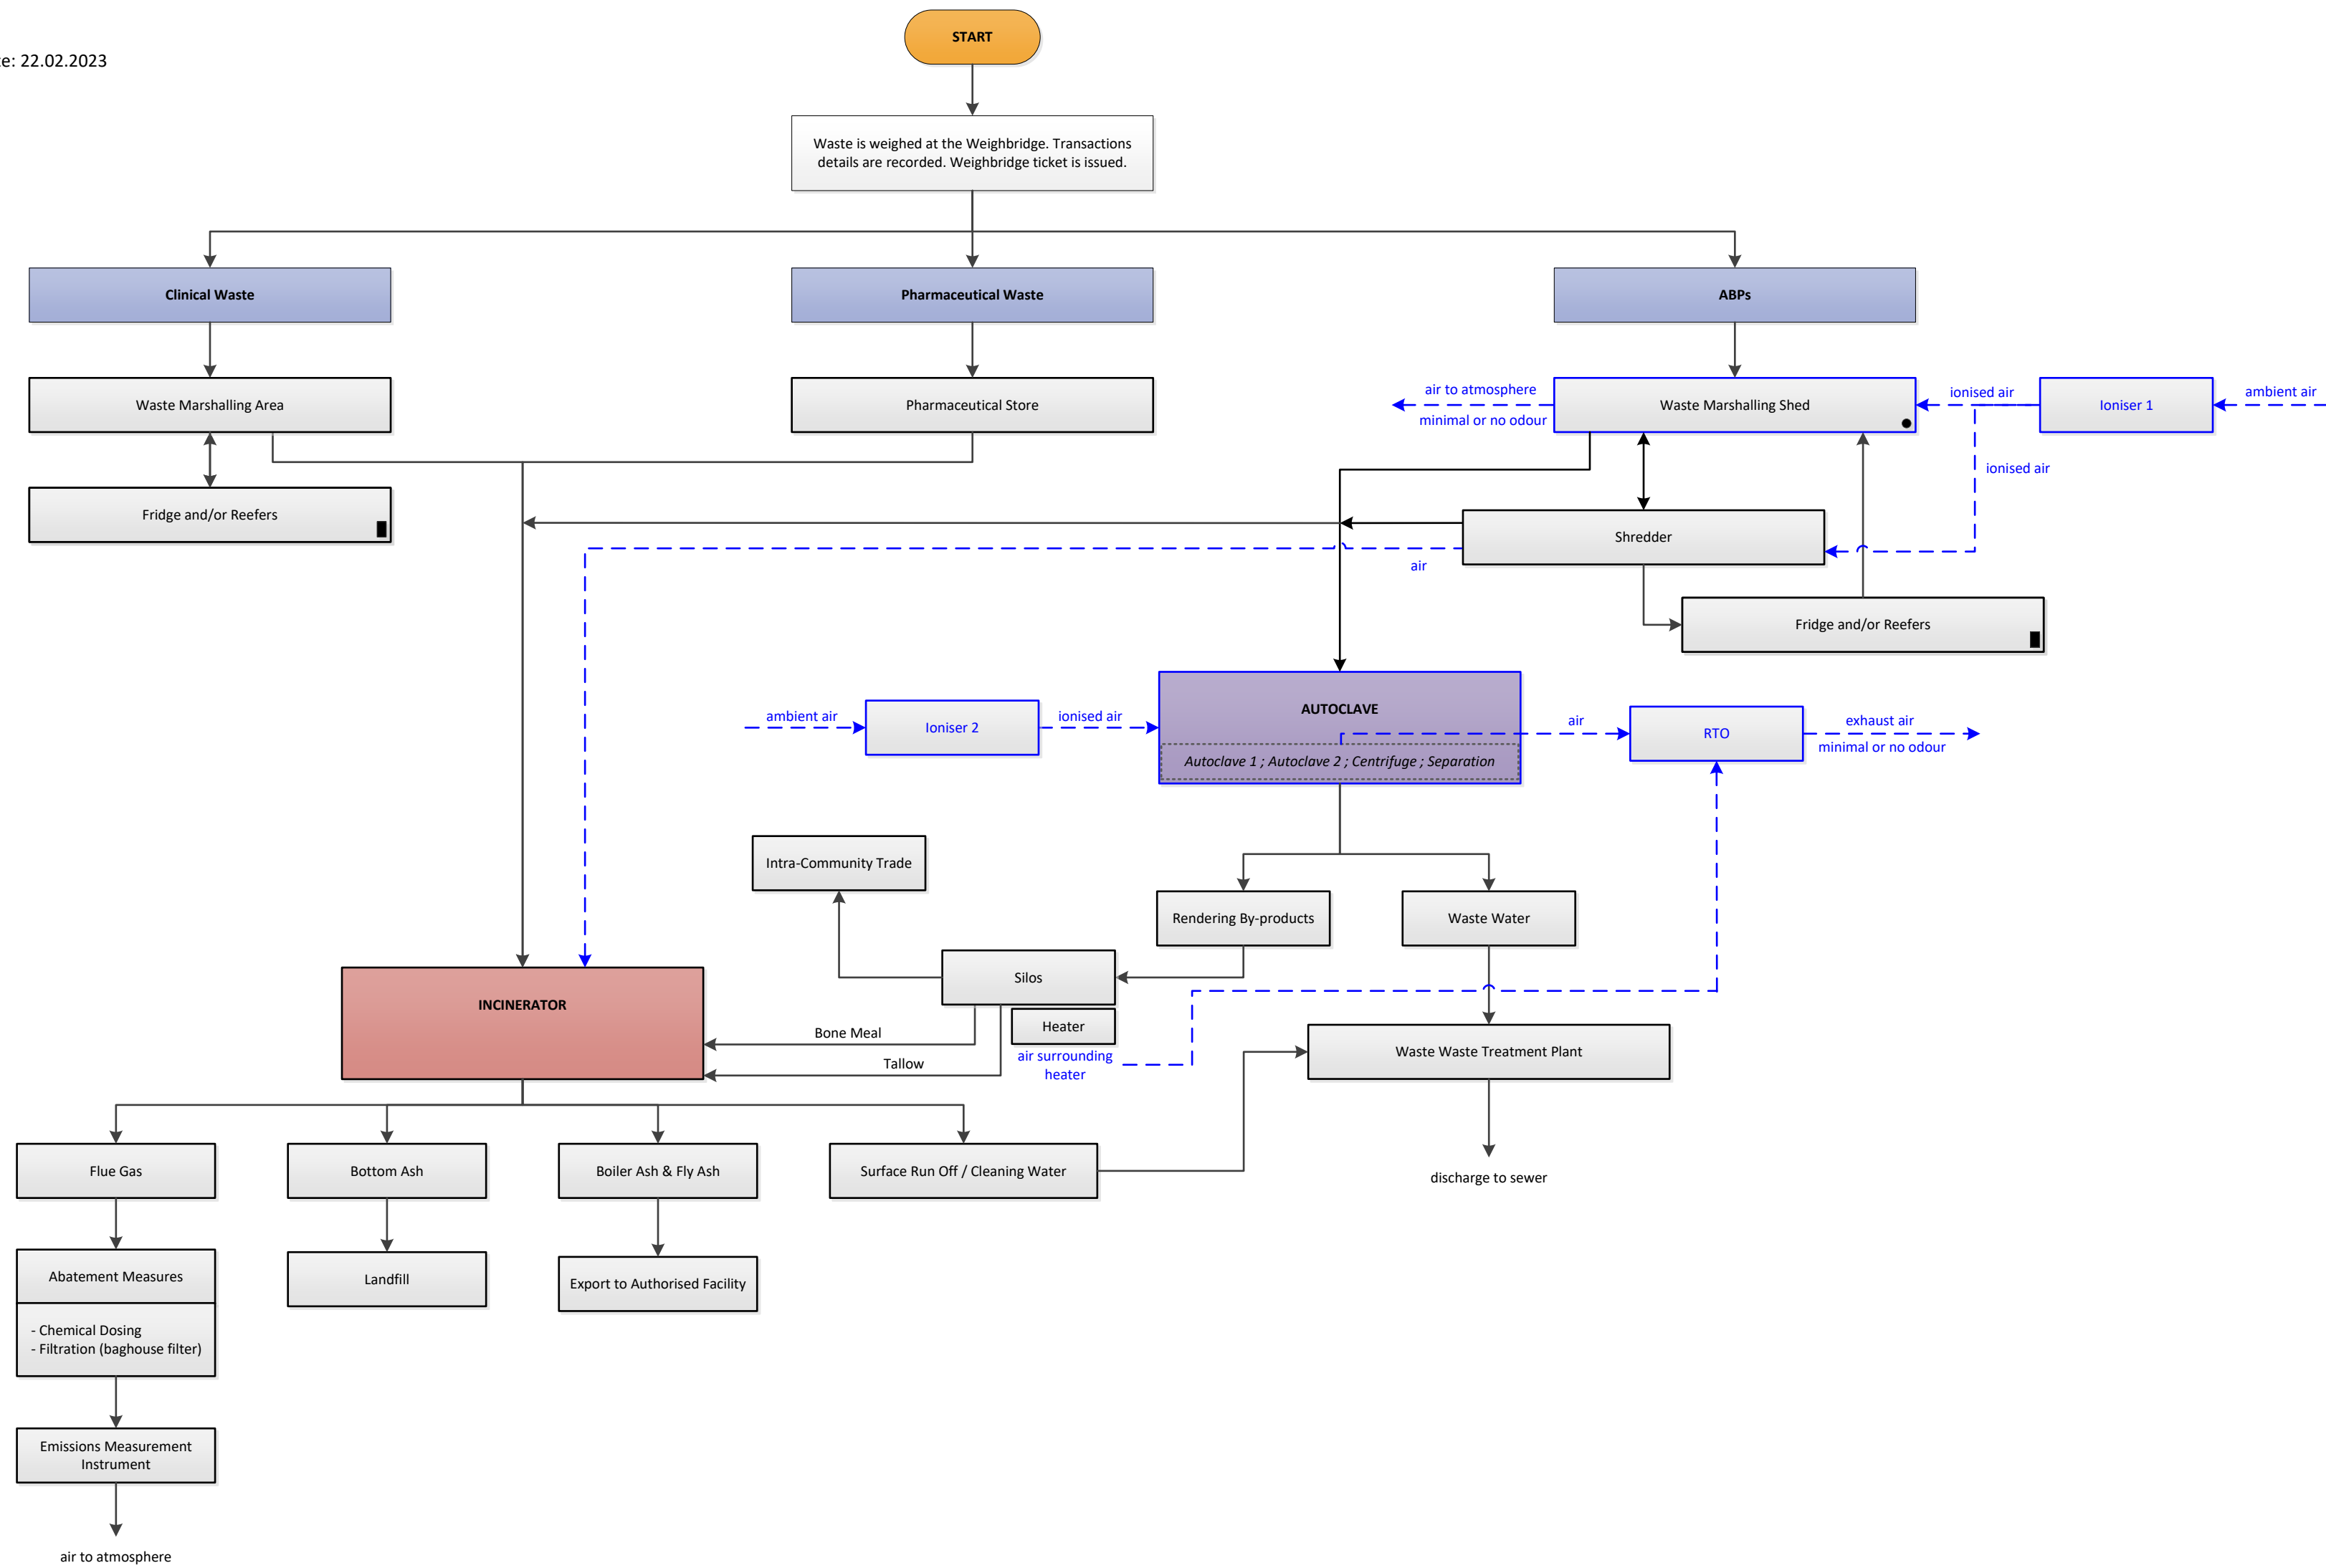 START
te: 22.02.2023
Waste is weighed at the Weighbridge. Transactions
details are recorded. Weighbridge ticket is issued.
Clinical Waste
Pharmaceutical Waste
ABPs
Waste Marshalling Area
Pharmaceutical Store
air to atmosphere
minimal or no odour
Waste Marshalling Shed
ionised air
Ioniser 1
ambient air
ionised air
Fridge and/or Reefers
Shredder
air
Fridge and/or Reefers
ambient air
Ioniser 2
ionised air
AUTOCLAVE
Autoclave 1 ; Autoclave 2 ; Centrifuge ; Separation
air
RTO
exhaust air
minimal or no odour
Intra-Community Trade
Rendering By-products
Waste Water
Silos
INCINERATOR
Heater
Bone Meal
air surrounding
heater
Tallow
Waste Waste Treatment Plant
Flue Gas
Bottom Ash
Boiler Ash & Fly Ash
Surface Run Off / Cleaning Water
discharge to sewer
Abatement Measures
- Chemical Dosing
- Filtration (baghouse filter)
Landfill
Export to Authorised Facility
Emissions Measurement
Instrument
air to atmosphere